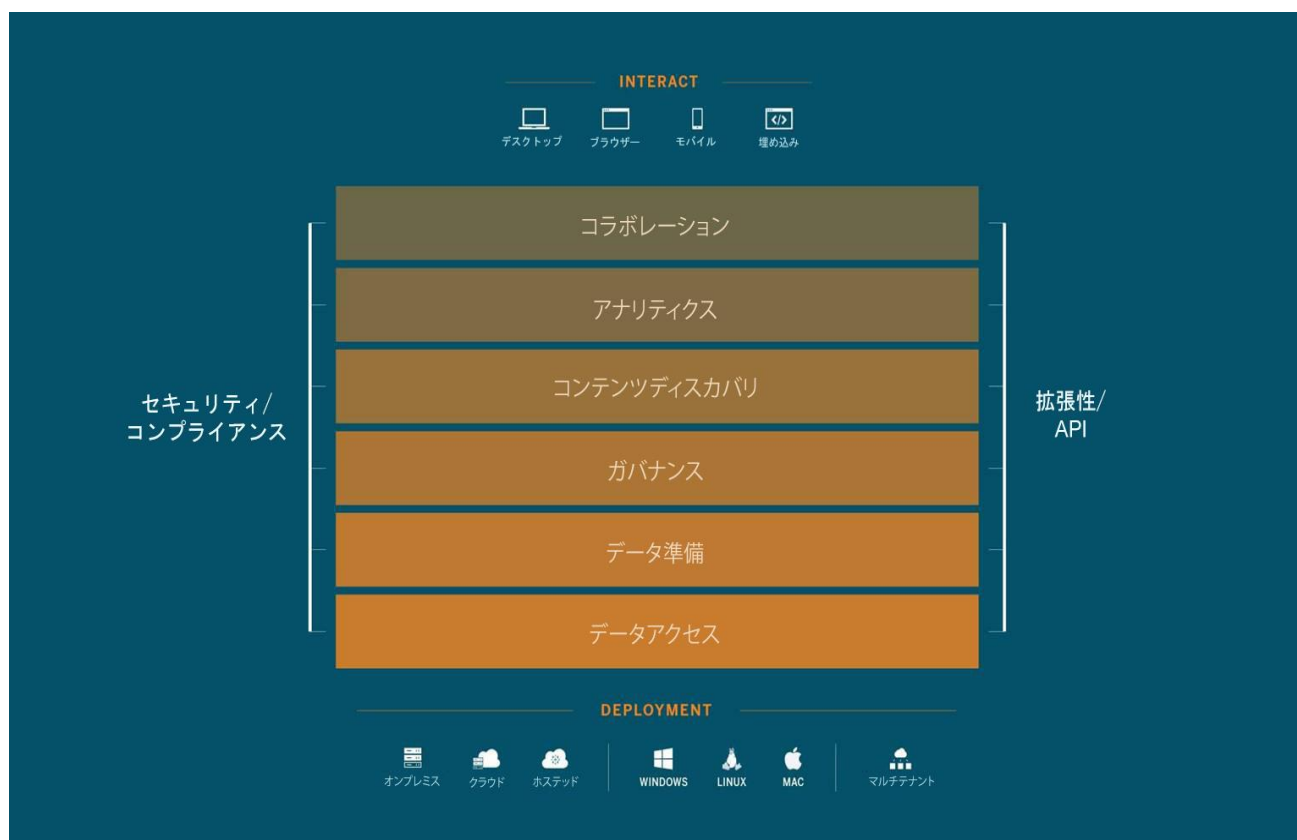 INTERACT
デスクトップ ブラウザー モバイル 埋め込み
コラボレーション
アナリティクス
コンテンツディスカバリ
セキュリティ/
コンプライアンス
拡張性/
API
ガバナンス
データ準備
データアクセス
DEPLOYMENT
オンプレミス クラウド ホステッド WINDOWS LINUX MAC マルチテナント